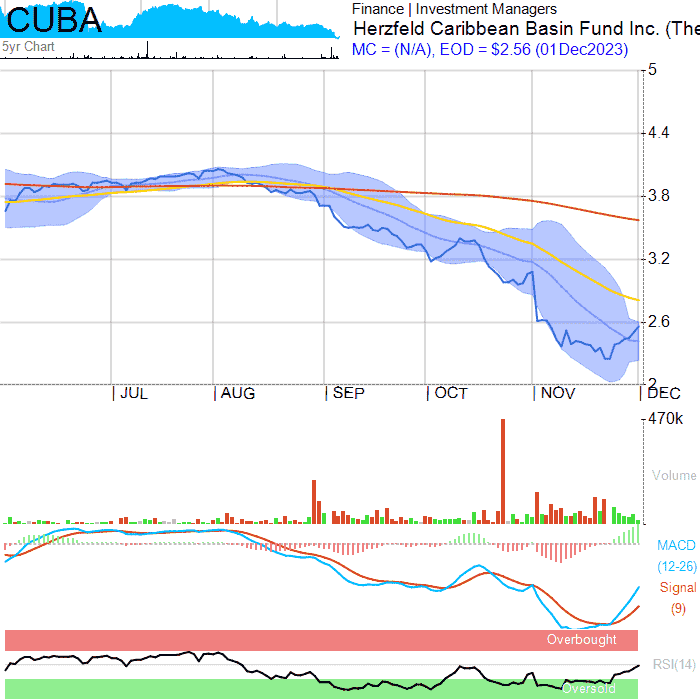 CUBA
Finance | Investment Managers
Herzfeld Caribbean Basin Fund Inc. (The
5yr Chart
MC = (N/A), EOD = $2.56 (01Dec2023)
5
4.4
3.8
3.2
2.6
2
JUL
AUG
SEP
OCT
NOV
DEC
470k
Volume
MACD
(12-26)
Signal
(9)
Overbought
RSI(14)
Oversold